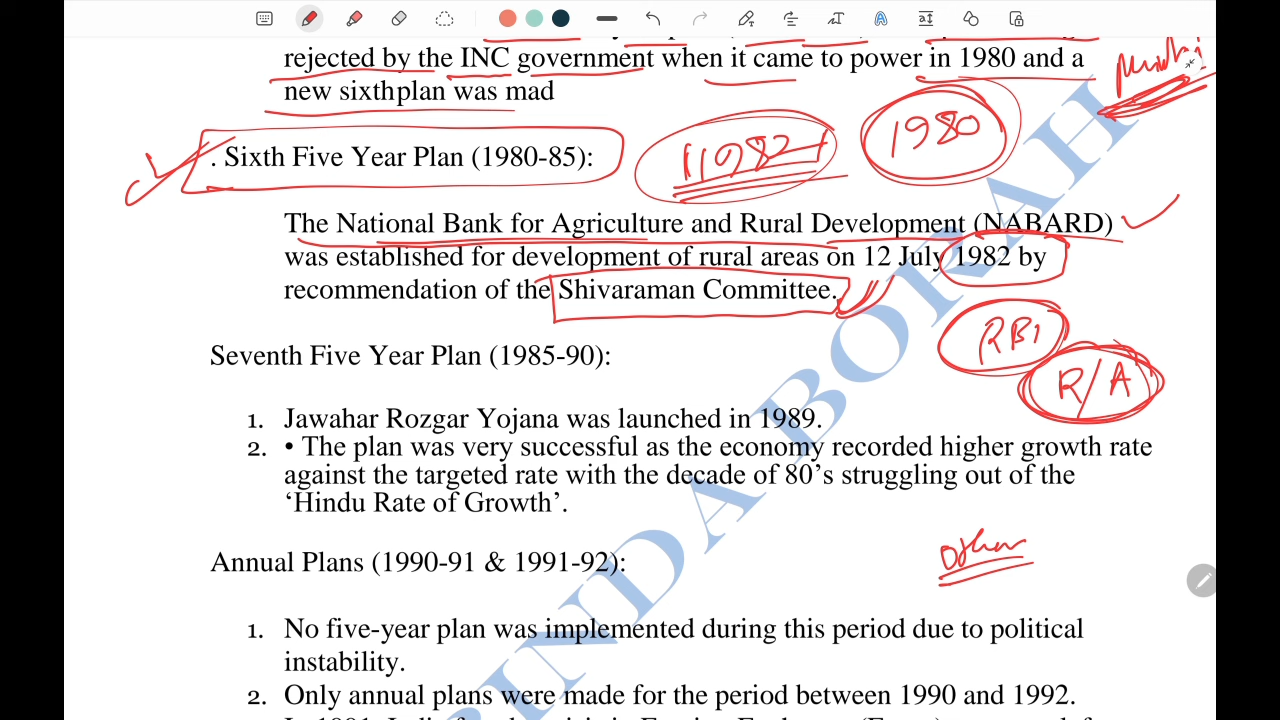 rejected by the INC government when it came to power in 1980 and a
new sixthplan was mad
1980
1982
. Sixth Five Year Plan (1980-85):
The National Bank for Agriculture and Rural Development (NABARD)
was established for development of rural areas on 12 July 1982 by
recommendation of the Shivaraman Committee.
RBI
Seventh Five Year Plan (1985-90):
R/A
1. Jawahar Rozgar Yojana was launched in 1989.
2. • The plan was very successful as the economy recorded higher growth rate
against the targeted rate with the decade of 80’s struggling out of the
‘Hindu Rate of Growth’.
other
Annual Plans (1990-91 & 1991-92):
1. No five-year plan was implemented during this period due to political
instability.
2. Only annual plans were made for the period between 1990 and 1992.
INDA BORAH